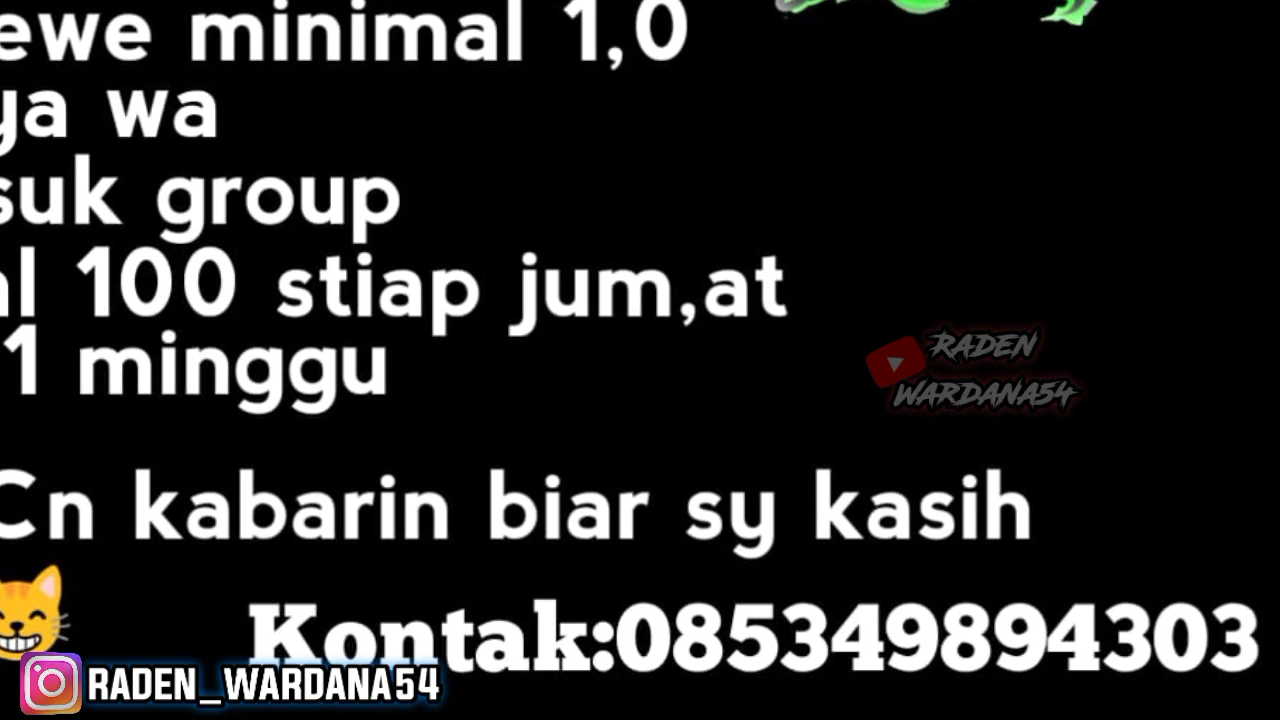 ewe minimal 1,0
ya wa
suk group
al 100 stiap jum,at
1 minggu
RADEN
WARDANA54
Cn kabarin biar sy kasih
Kontak:085349894303
RADEN_WARDANA54